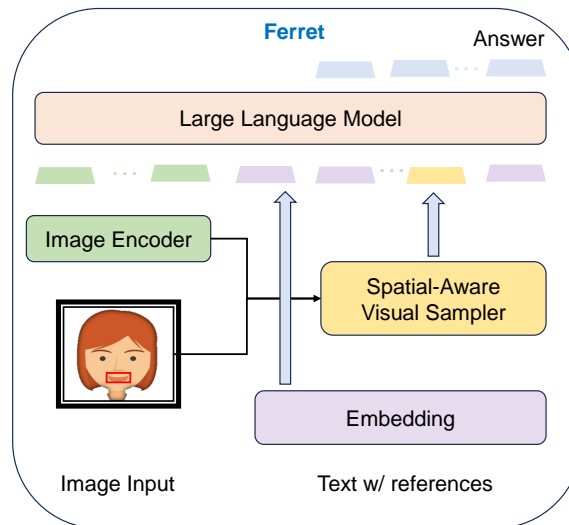 Ferret
Answer
Large Language Model
Image Encoder
Spatial-Aware
Visual Sampler
Embedding
Image Input
Text w/ references